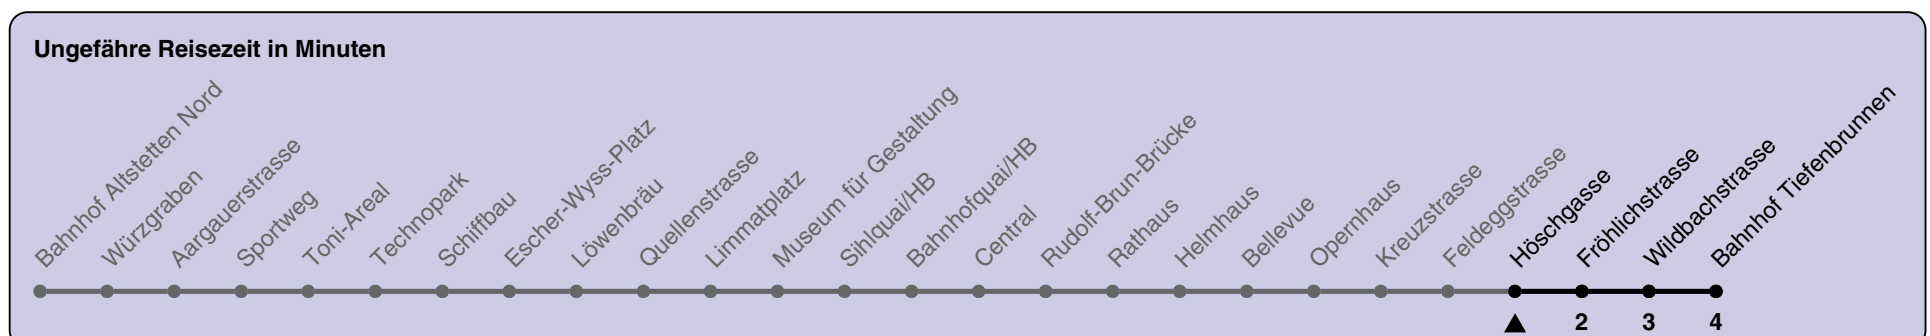 Ungefähre Reisezeit in Minuten
Bahnhof Altstetten Nord
Würzgraben
Aargauerstrasse
Sportweg
Toni-Areal
Technopark
Schiffbau
Escher-Wyss-Platz
Löwenbräu
Quellenstrasse
Limmatplatz
Museum für Gestaltung
Sihlquai/HB
Bahnhofquai/HB
Central
Rudolf-Brun-Brücke
Rathaus
Helmhaus
Bellevue
Opernhaus
Kreuzstrasse
Feldeggstrasse
Höschgasse
Fröhlichstrasse
Wildbachstrasse
Bahnhof Tiefenbrunnen
2 3 4